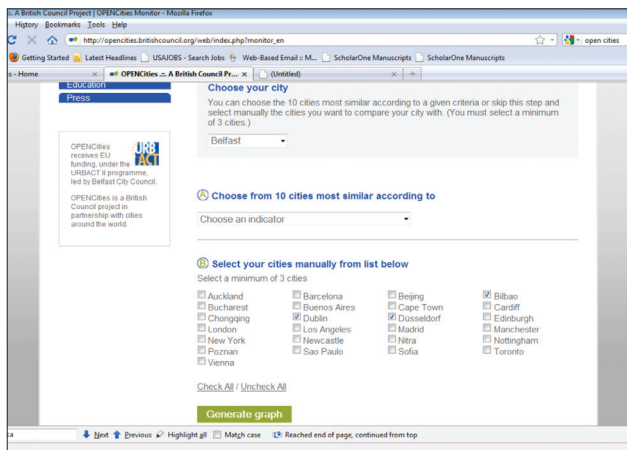 :. A British Council Project | OPENCities Monitor - Mozilla Firefox
History Bookmarks Tools Help
http://opencities.britishcouncil.org/web/index.php?monitor_en
open cities
Getting Started Latest Headlines USAJOBS - Search Jobs Web-Based Email :: M... ScholarOne Manuscripts ScholarOne Manuscripts
s - Home OPENCities .:. A British Council Pr... (Untitled)
Education
Press
OPENCities
receives EU
funding, under the
URBACT II programme,
led by Belfast City Council.
URB
ACT
OPENCities is a British
Council project in
partnership with cities
around the world.
Choose your city
You can choose the 10 cities most similar according to a given criteria or skip this step and
select manually the cities you want to compare your city with. (You must select a minimum
of 3 cities.)
Belfast
A Choose from 10 cities most similar according to
Choose an indicator
B Select your cities manually from list below
Select a minimum of 3 cities
Auckland Barcelona Beijing Bilbao
Bucharest Buenos Aires Cape Town Cardiff
Chongqing Dublin Düsseldorf Edinburgh
London Los Angeles Madrid Manchester
New York Newcastle Nitra Nottingham
Poznan Sao Paulo Sofia Toronto
Vienna
Check All / Uncheck All
Generate graph
ca Next Previous Highlight all Match case Reached end of page, continued from top